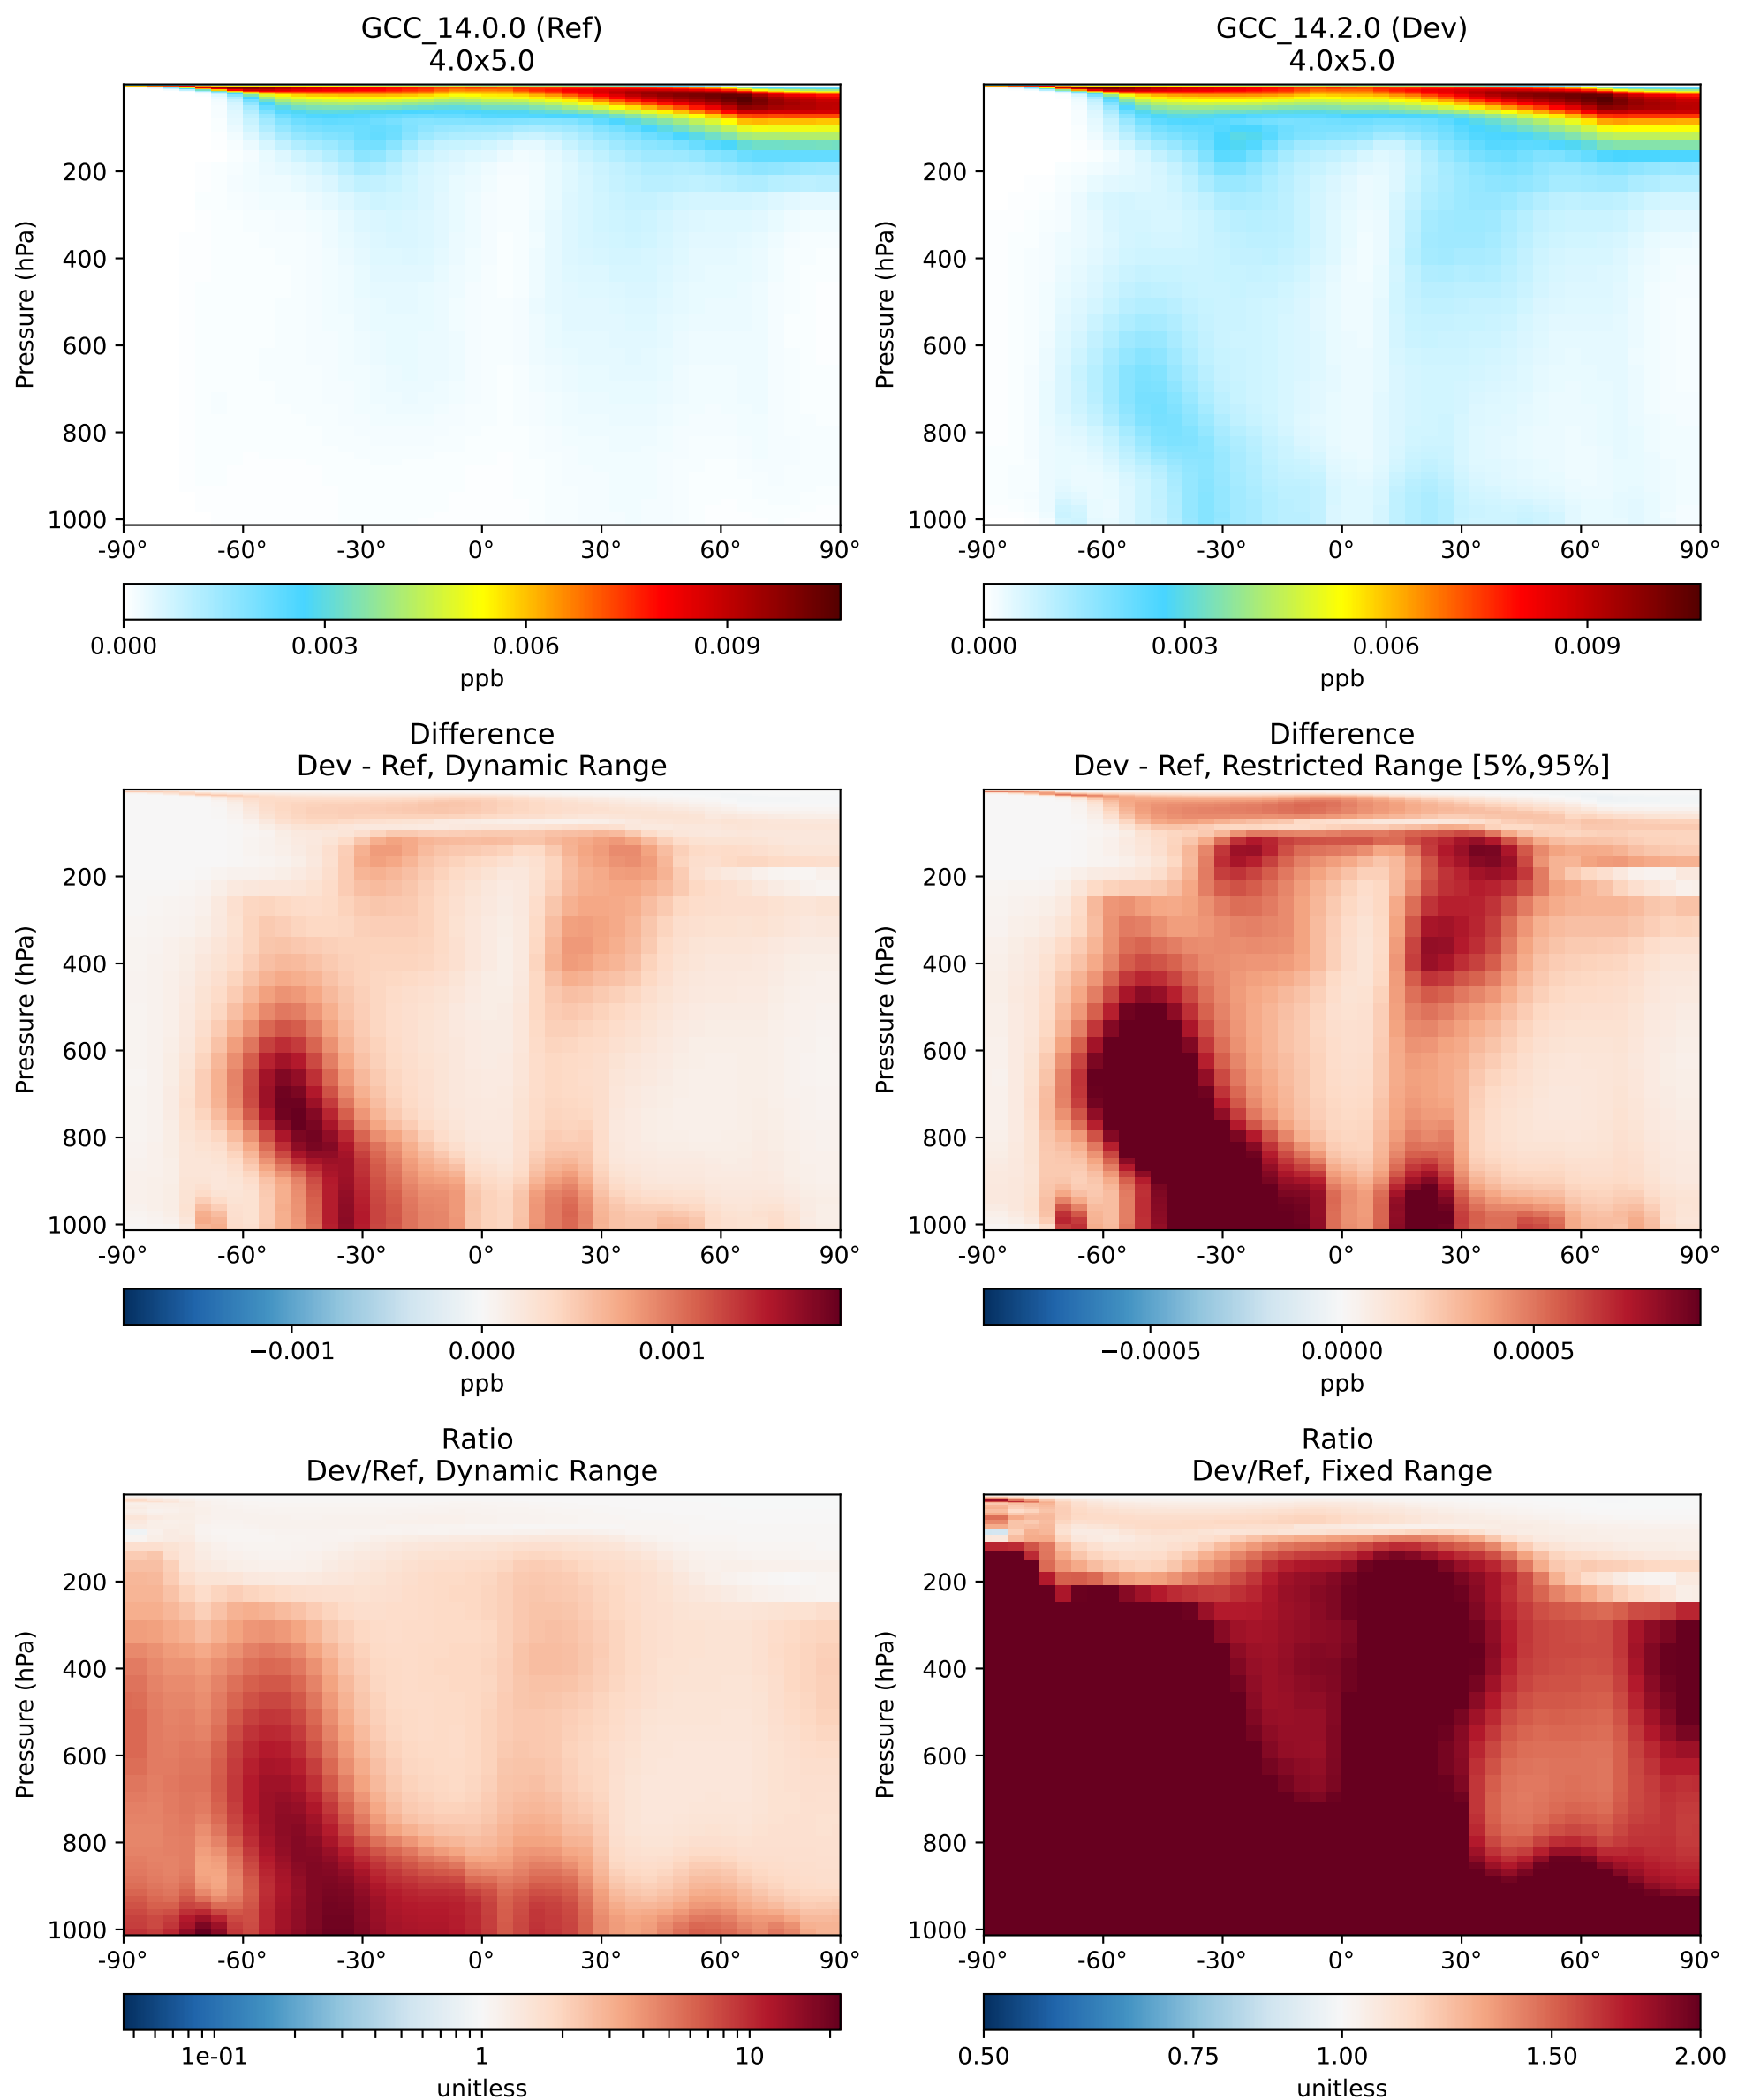 GCC_14.0.0 (Ref)
4.0x5.0
GCC_14.2.0 (Dev)
4.0x5.0
Pressure (hPa)
200
400
600
800
1000
-90° -60° -30° 0° 30° 60° 90°
0.000 0.003 0.006 0.009
ppb
Pressure (hPa)
200
400
600
800
1000
-90° -60° -30° 0° 30° 60° 90°
0.000 0.003 0.006 0.009
ppb
Difference
Dev - Ref, Dynamic Range
Pressure (hPa)
200
400
600
800
1000
-90° -60° -30° 0° 30° 60° 90°
−0.001 0.000 0.001
ppb
Difference
Dev - Ref, Restricted Range [5%,95%]
Pressure (hPa)
200
400
600
800
1000
-90° -60° -30° 0° 30° 60° 90°
−0.0005 0.0000 0.0005
ppb
Ratio
Dev/Ref, Dynamic Range
Pressure (hPa)
200
400
600
800
1000
-90° -60° -30° 0° 30° 60° 90°
1e-01 1 10
unitless
Ratio
Dev/Ref, Fixed Range
Pressure (hPa)
200
400
600
800
1000
-90° -60° -30° 0° 30° 60° 90°
0.50 0.75 1.00 1.50 2.00
unitless